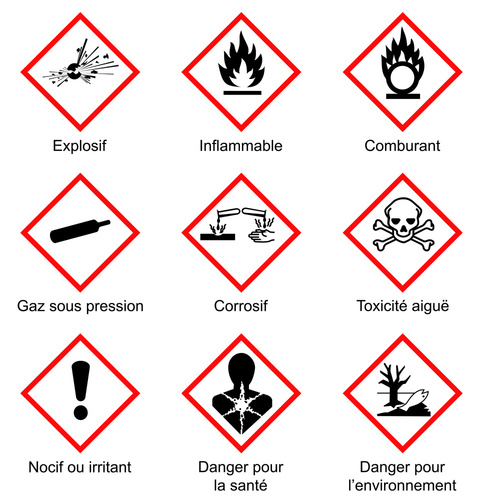 Explosif
Inflammable
Comburant
Gaz sous pression
Corrosif
Toxicité aiguë
Nocif ou irritant
Danger pour
la santé
Danger pour
l'environnement